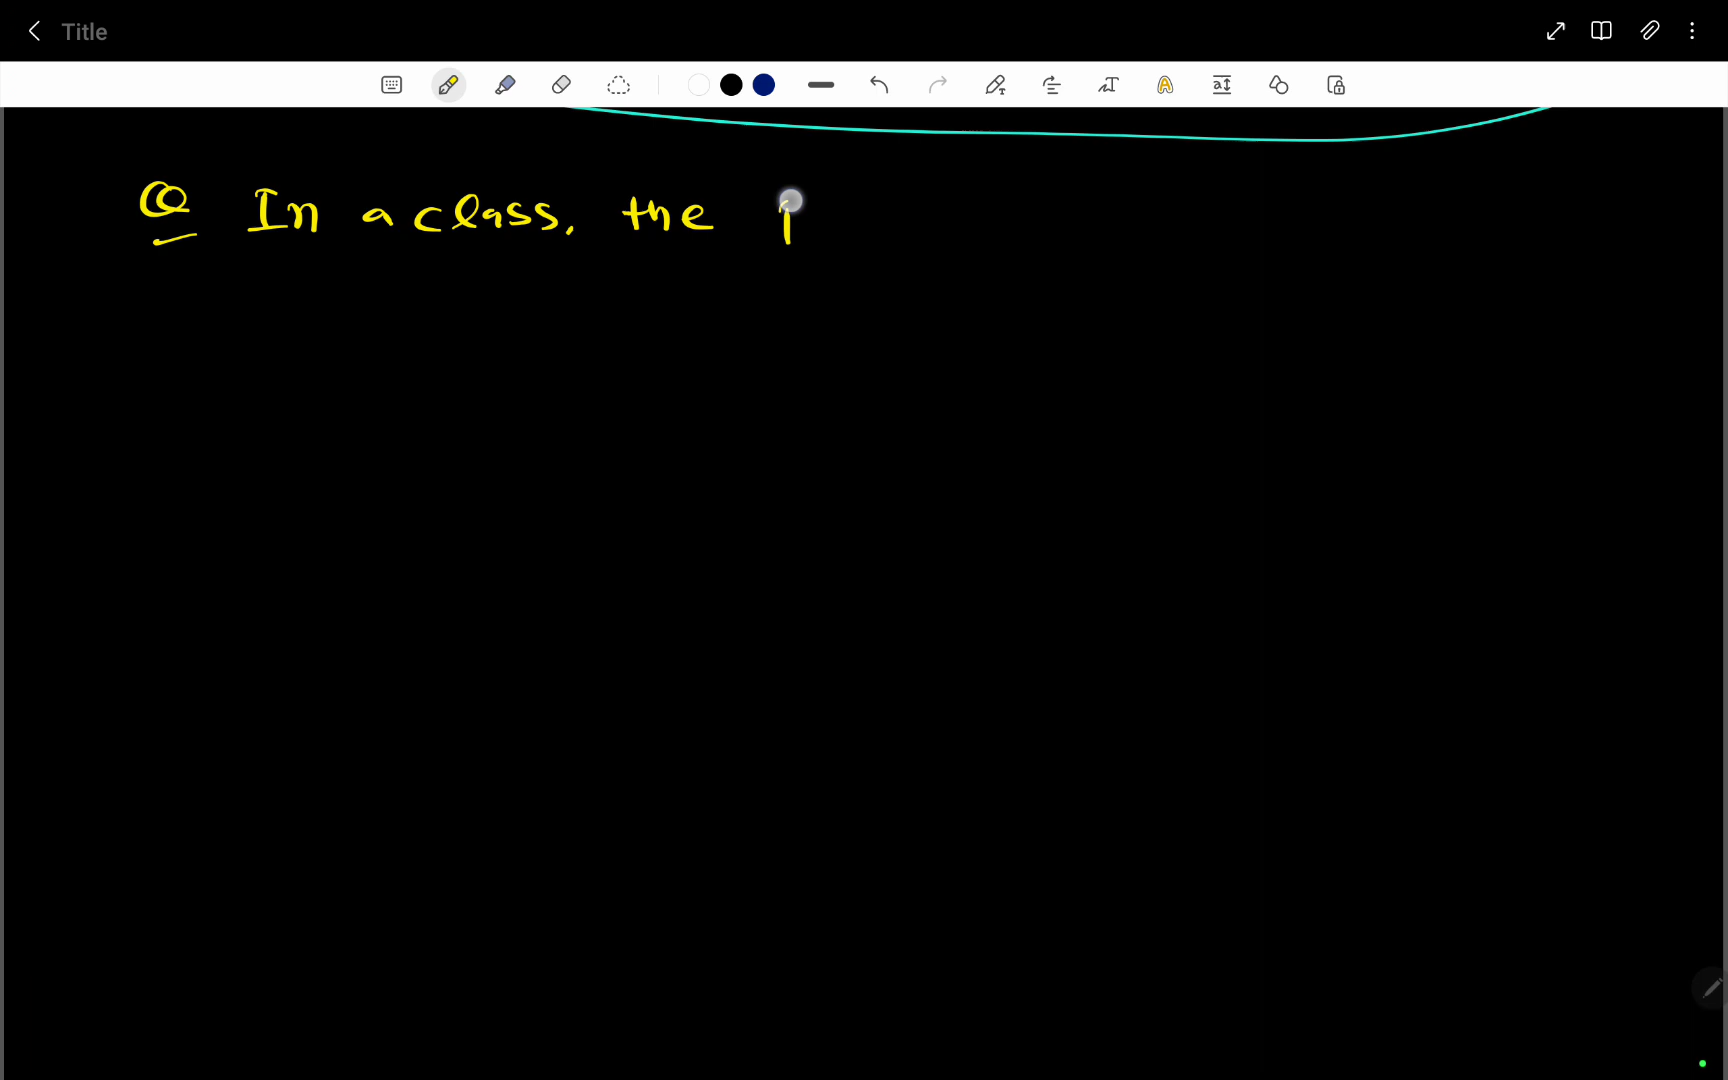 Title
Q In a class, the